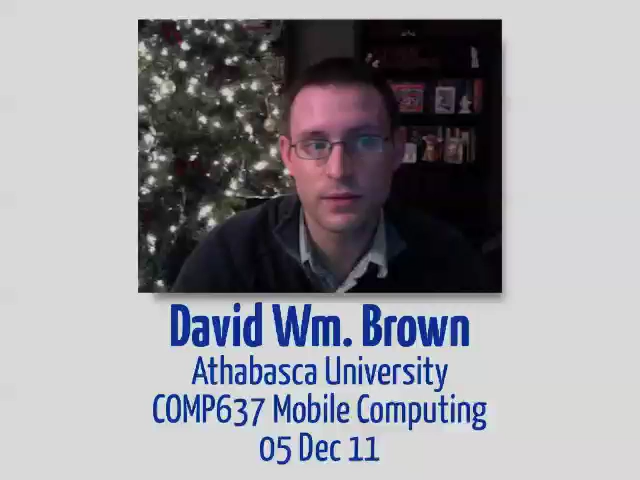 David Wm. Brown
Athabasca University
COMP637 Mobile Computing
05 Dec 11